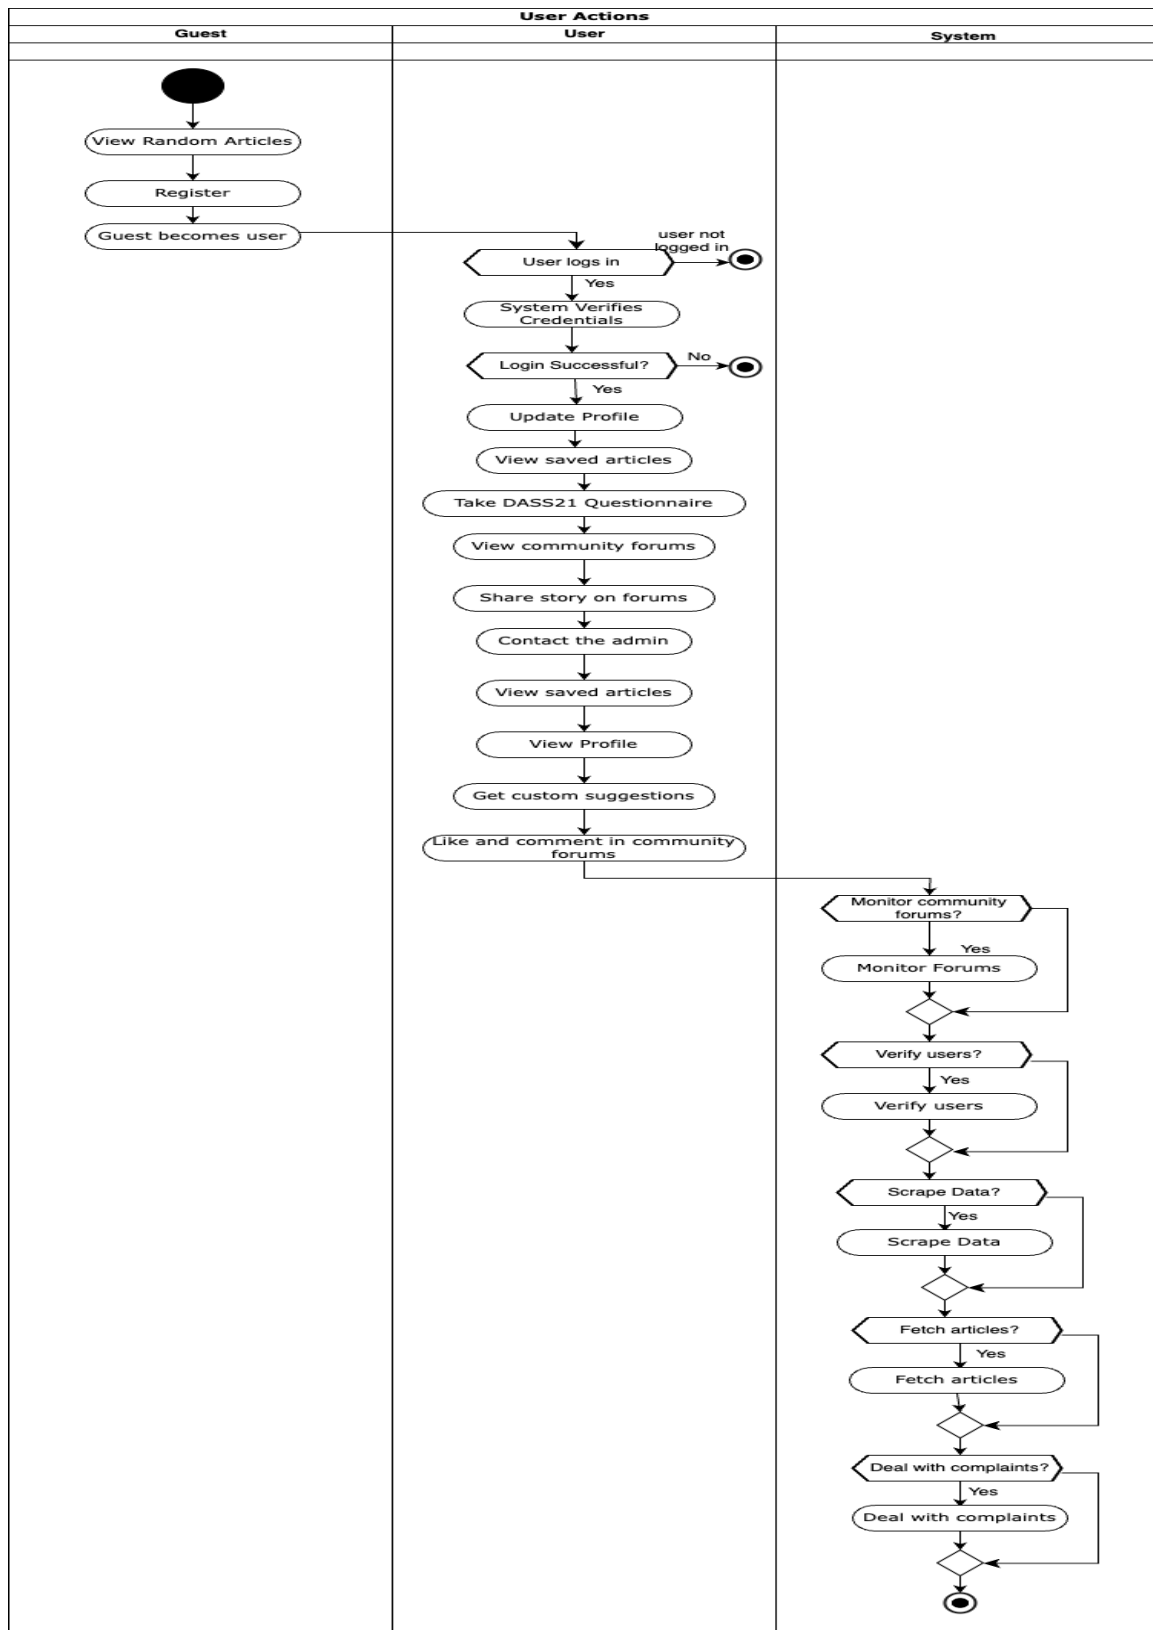 User Actions
Guest
User
System
View Random Articles
Register
Guest becomes user
user not
logged in
User logs in
Yes
System Verifies
Credentials
Login Successful?
No
Yes
Update Profile
View saved articles
Take DASS21 Questionnaire
View community forums
Share story on forums
Contact the admin
View saved articles
View Profile
Get custom suggestions
Like and comment in community
forums
Monitor community
forums?
Yes
Monitor Forums
Verify users?
Yes
Verify users
Scrape Data?
Yes
Scrape Data
Fetch articles?
Yes
Fetch articles
Deal with complaints?
Yes
Deal with complaints